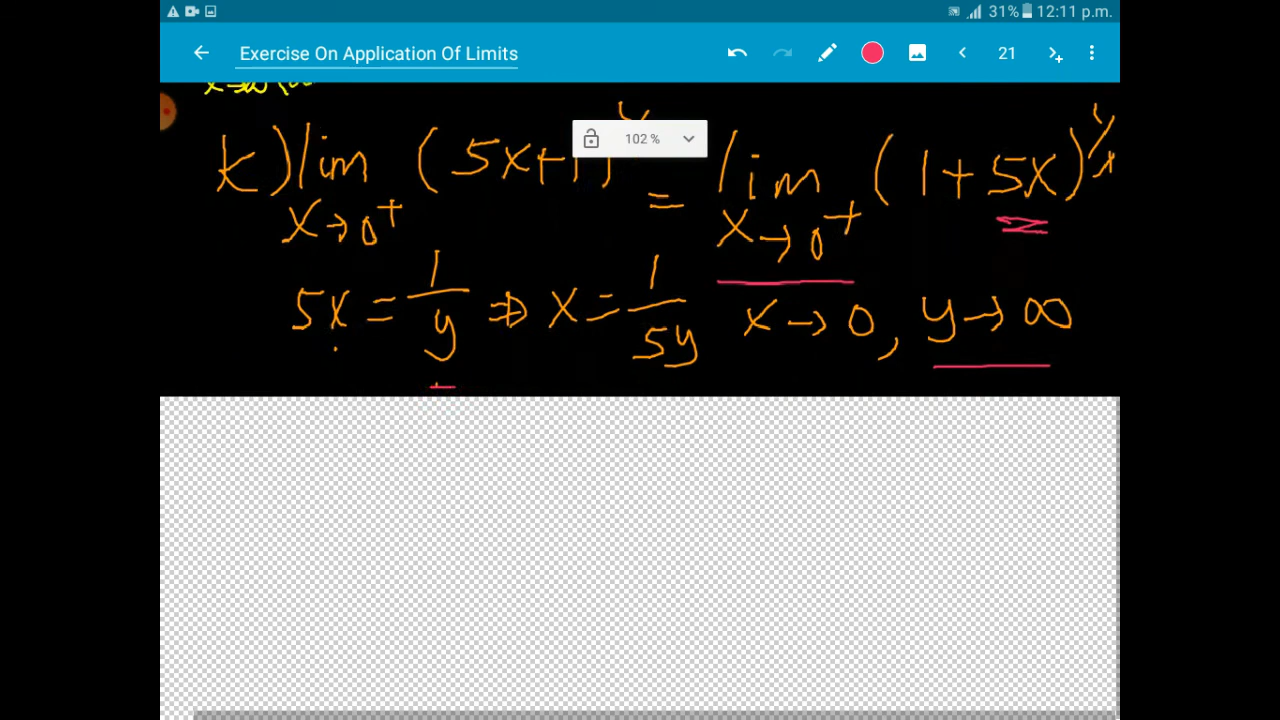 31% 12:11 p.m.
Exercise On Application Of Limits 21
102 %
k) lim x→0⁺ (5x+1) = lim x→0⁺ (1+5x)^1/x
5x = 1/y ⇒ x = 1/5y x→0, y→∞